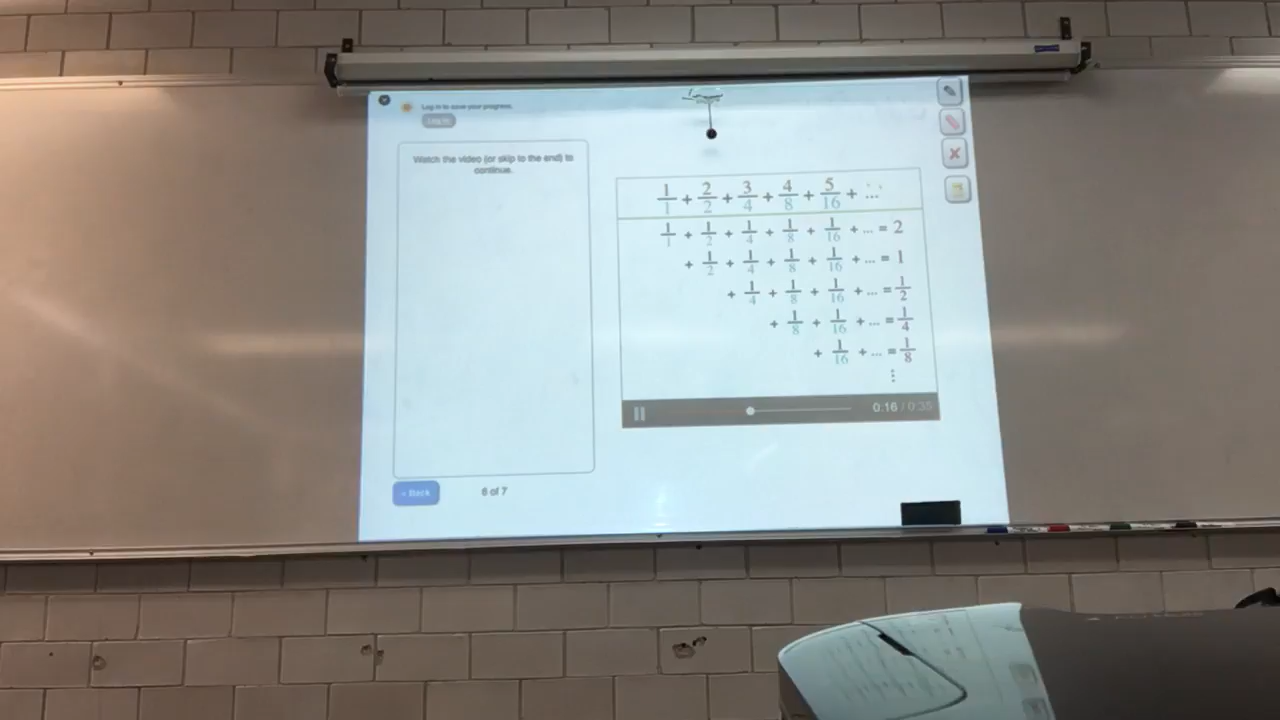 Log in to save your progress.
Log in
Watch the video (or skip to the end) to
continue.
1/1 + 2/2 + 3/4 + 4/8 + 5/16 + ...
1/1 + 1/2 + 1/4 + 1/8 + 1/16 + ... = 2
+ 1/2 + 1/4 + 1/8 + 1/16 + ... = 1
+ 1/4 + 1/8 + 1/16 + ... = 1/2
+ 1/8 + 1/16 + ... = 1/4
+ 1/16 + ... = 1/8
⋮
0:16 / 0:35
< Back
6 of 7